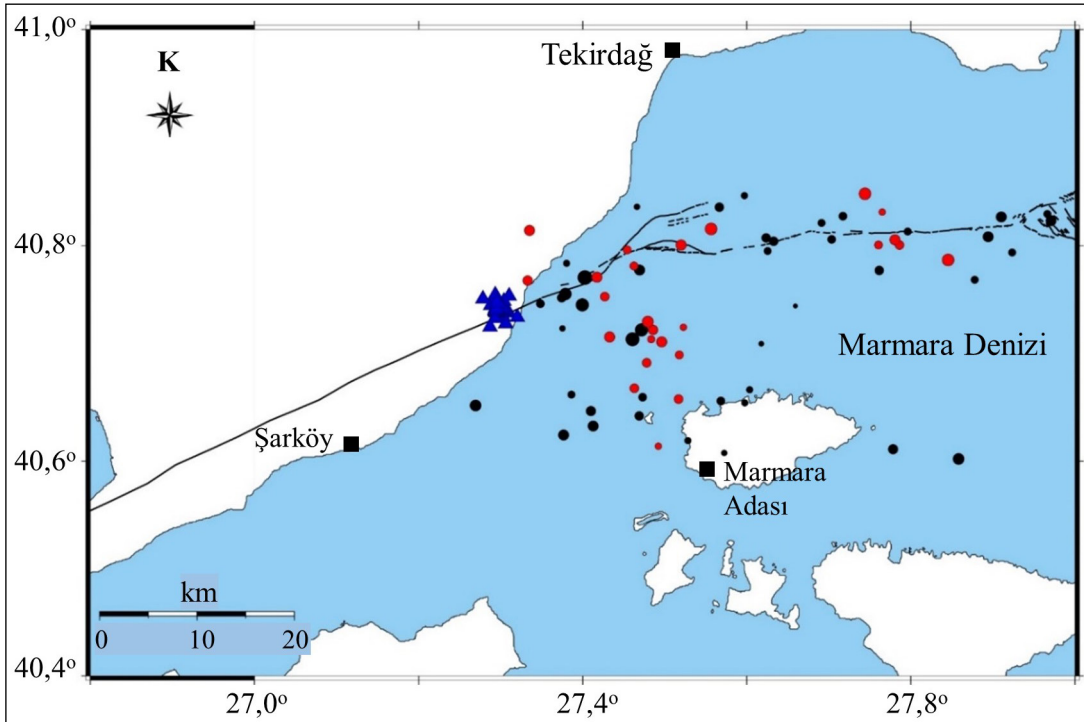 41,0°
K
Tekirdağ
40,8°
Marmara Denizi
Şarköy
40,6°
Marmara
Adası
km
0 10 20
40,4°
27,0° 27,4° 27,8°